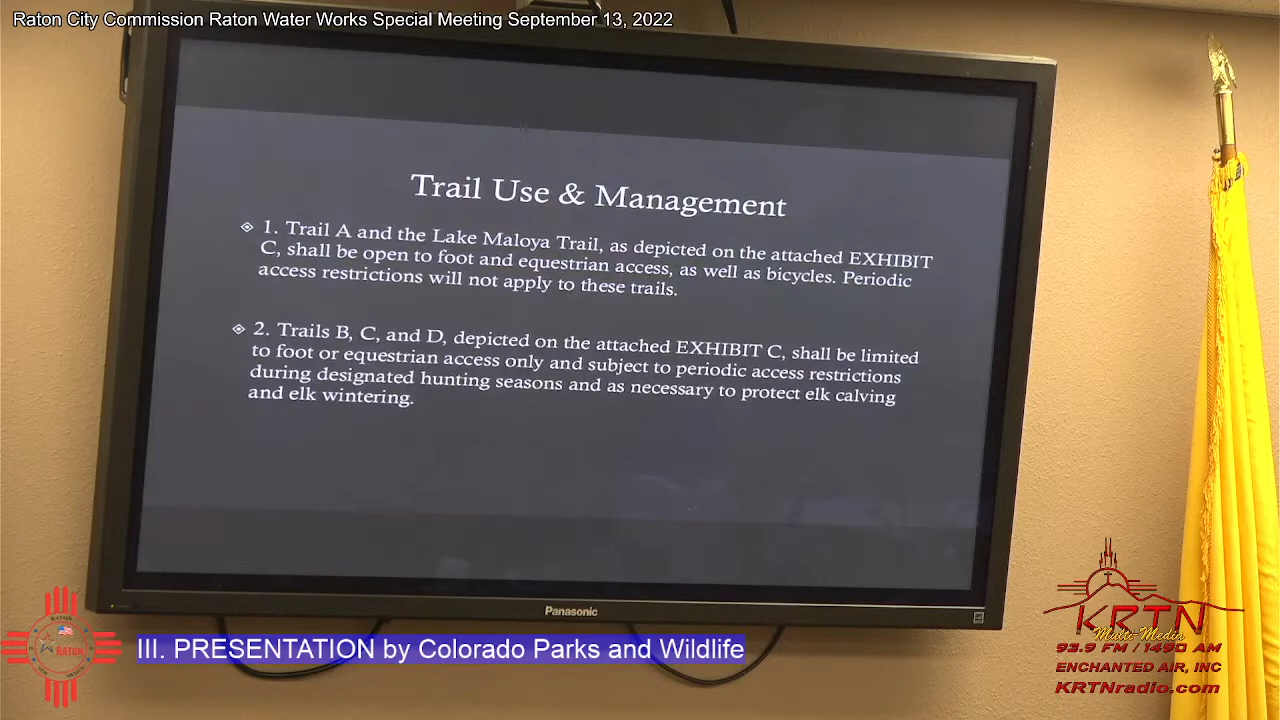 Raton City Commission Raton Water Works Special Meeting September 13, 2022
Trail Use & Management
1. Trail A and the Lake Maloya Trail, as depicted on the attached EXHIBIT
C, shall be open to foot and equestrian access, as well as bicycles. Periodic
access restrictions will not apply to these trails.
2. Trails B, C, and D, depicted on the attached EXHIBIT C, shall be limited
to foot or equestrian access only and subject to periodic access restrictions
during designated hunting seasons and as necessary to protect elk calving
and elk wintering.
Panasonic
RATON
RATON
NEW MEXICO
III. PRESENTATION by Colorado Parks and Wildlife
KRTN
Multi-Media
93.9 FM / 1490 AM
ENCHANTED AIR, INC
KRTNradio.com